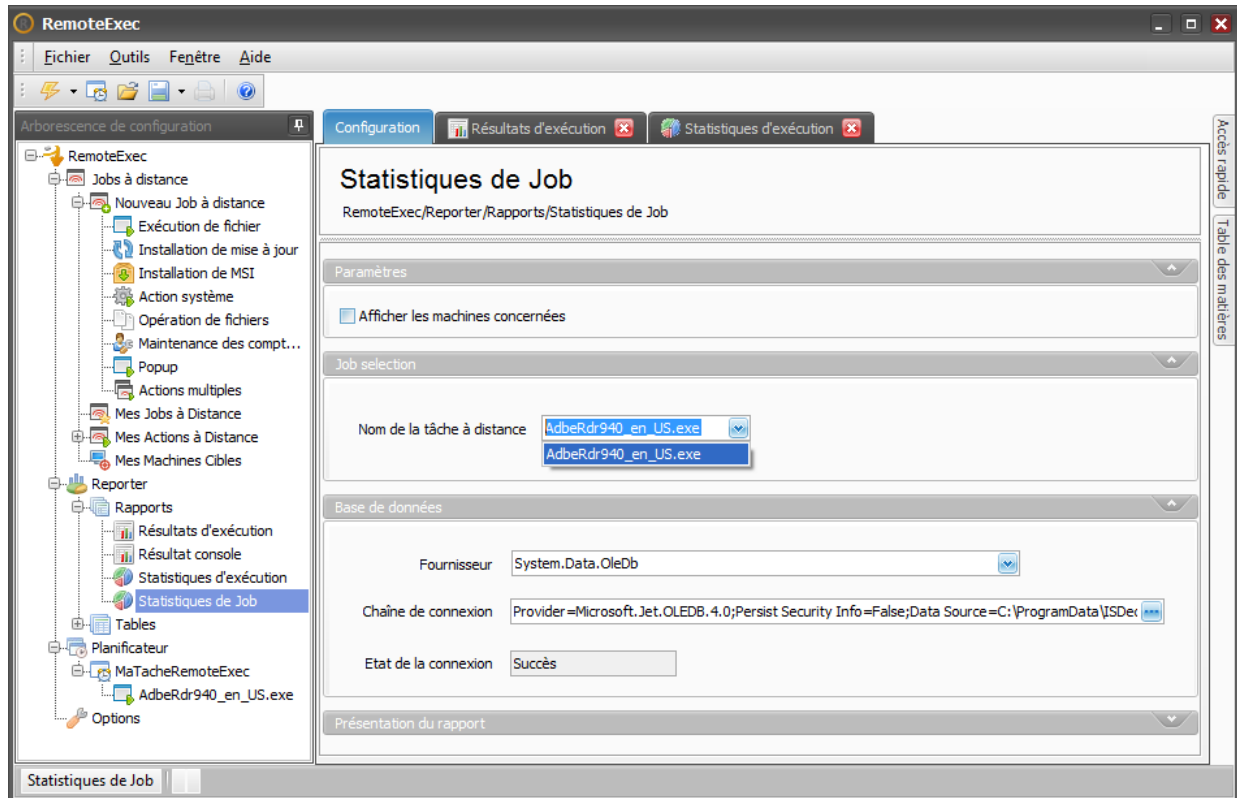 RemoteExec
Fichier Outils Fenêtre Aide
Arborescence de configuration
RemoteExec
Jobs à distance
Nouveau Job à distance
Exécution de fichier
Installation de mise à jour
Installation de MSI
Action système
Opération de fichiers
Maintenance des compt...
Popup
Actions multiples
Mes Jobs à Distance
Mes Actions à Distance
Mes Machines Cibles
Reporter
Rapports
Résultats d'exécution
Résultat console
Statistiques d'exécution
Statistiques de Job
Tables
Planificateur
MaTacheRemoteExec
AdbeRdr940_en_US.exe
Options
Configuration
Résultats d'exécution
Statistiques d'exécution
Statistiques de Job
RemoteExec/Reporter/Rapports/Statistiques de Job
Paramètres
Afficher les machines concernées
Job selection
Nom de la tâche à distance AdbeRdr940_en_US.exe
AdbeRdr940_en_US.exe
Base de données
Fournisseur System.Data.OleDb
Chaîne de connexion Provider=Microsoft.Jet.OLEDB.4.0;Persist Security Info=False;Data Source=C:\ProgramData\ISDec
Etat de la connexion Succès
Présentation du rapport
Accès rapide
Table des matières
Statistiques de Job